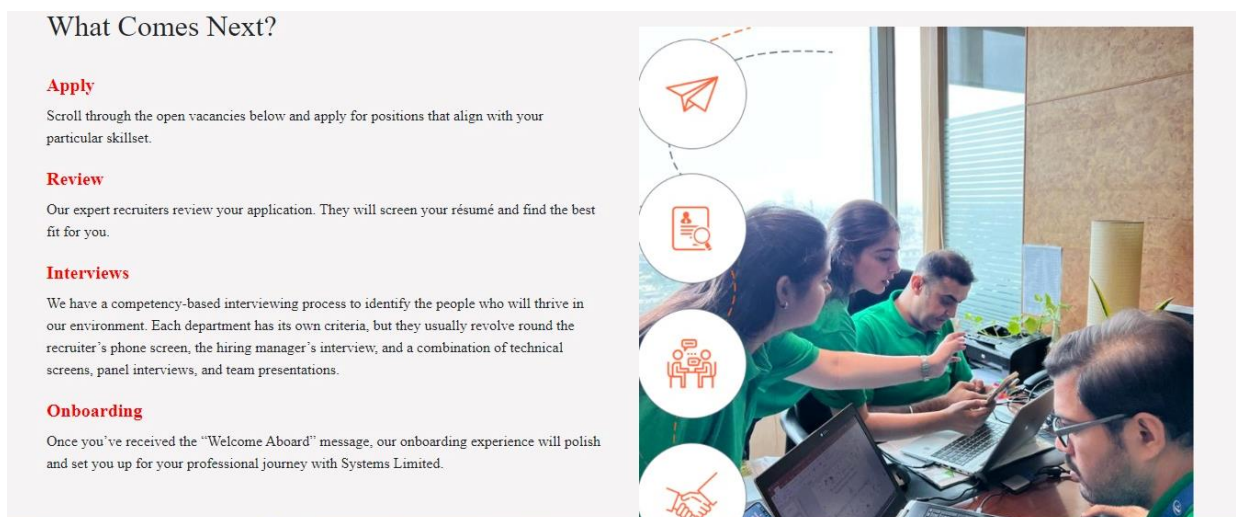 What Comes Next?
Apply
Scroll through the open vacancies below and apply for positions that align with your
particular skillset.
Review
Our expert recruiters review your application. They will screen your résumé and find the best
fit for you.
Interviews
We have a competency-based interviewing process to identify the people who will thrive in
our environment. Each department has its own criteria, but they usually revolve round the
recruiter’s phone screen, the hiring manager’s interview, and a combination of technical
screens, panel interviews, and team presentations.
Onboarding
Once you’ve received the “Welcome Aboard” message, our onboarding experience will polish
and set you up for your professional journey with Systems Limited.